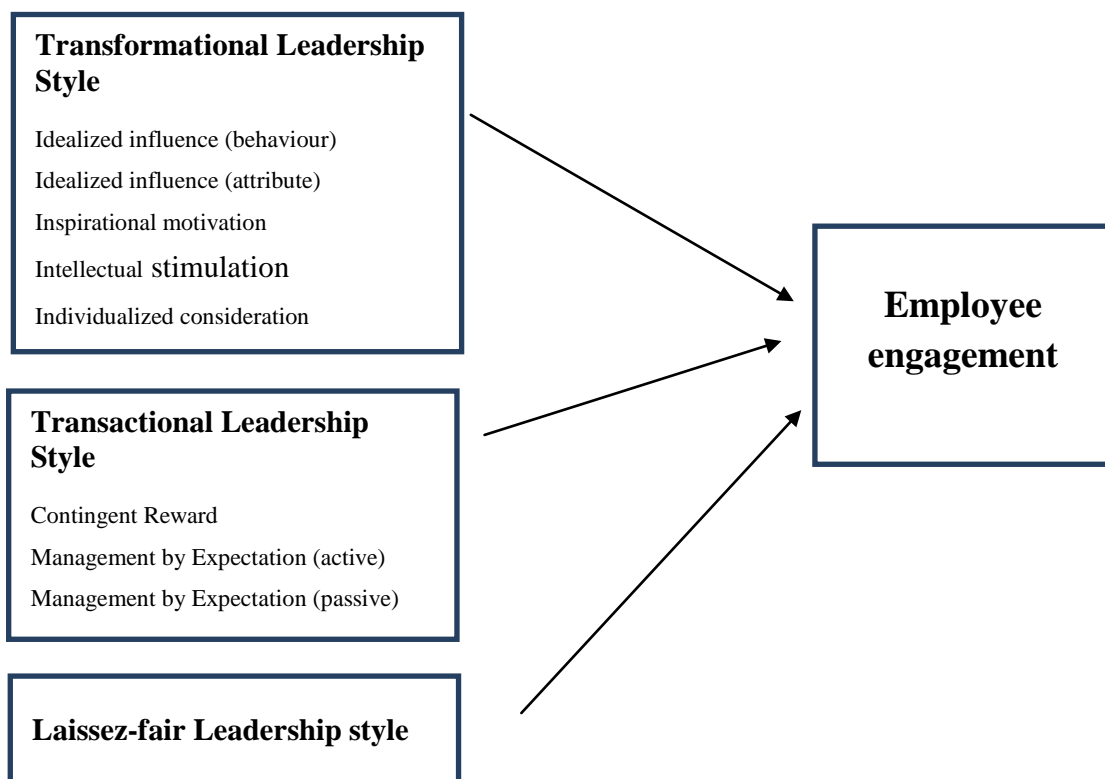 Transformational Leadership
Style
Idealized influence (behaviour)
Idealized influence (attribute)
Inspirational motivation
Intellectual stimulation
Individualized consideration
Employee
engagement
Transactional Leadership
Style
Contingent Reward
Management by Expectation (active)
Management by Expectation (passive)
Laissez-fair Leadership style